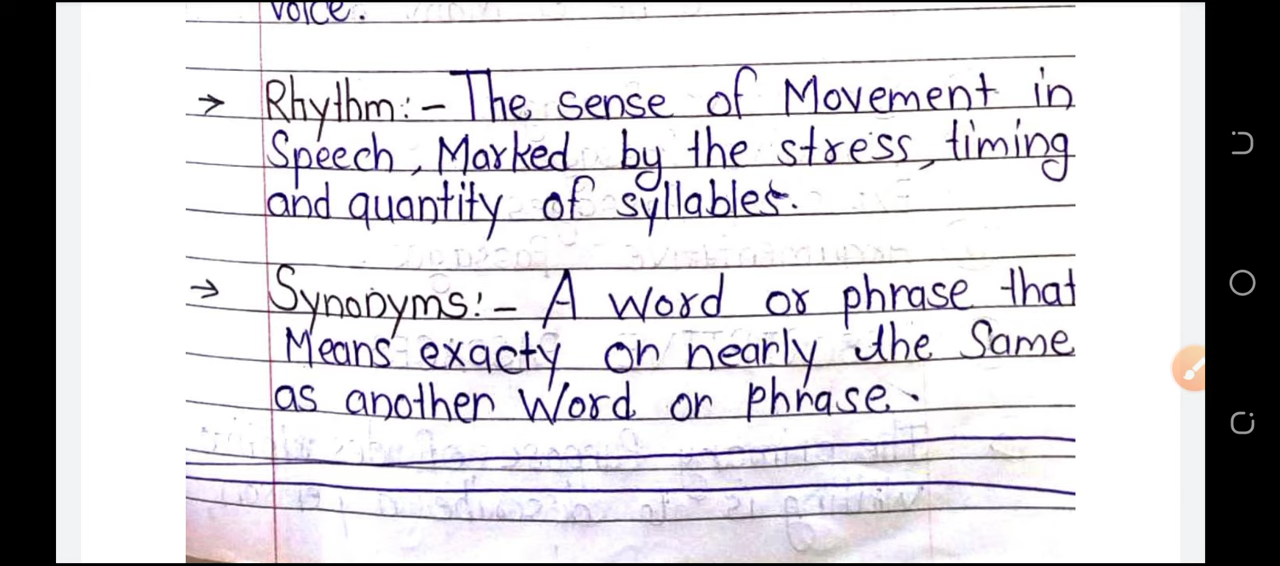 voice.
→ Rhythm:- The sense of Movement in
Speech, Marked by the stress, timing
and quantity of syllables.
→ Synonyms:- A word or phrase that
Means exacty or nearly the Same
as another Word or Phrase.